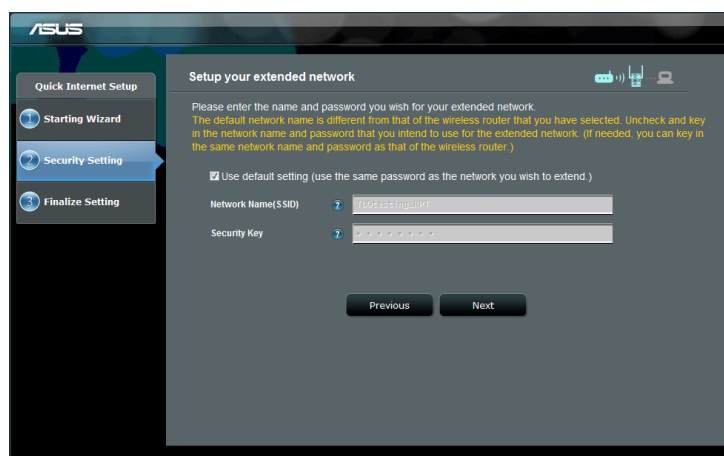 ASUS
Quick Internet Setup
1 Starting Wizard
2 Security Setting
3 Finalize Setting
Setup your extended network
Please enter the name and password you wish for your extended network.
The default network name is different from that of the wireless router that you have selected. Uncheck and key
in the network name and password that you intend to use for the extended network. (If needed, you can key in
the same network name and password as that of the wireless router.)
Use default setting (use the same password as the network you wish to extend.)
Network Name(SSID) ?
Security Key ?
Previous Next